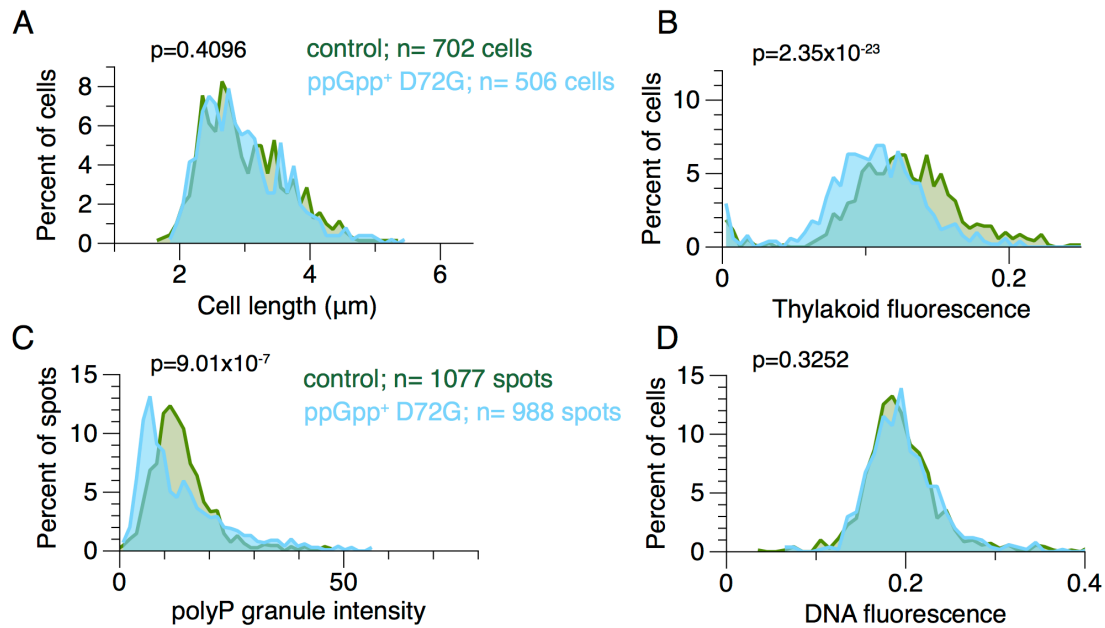 A
p=0.4096
control; n= 702 cells
ppGpp⁺ D72G; n= 506 cells
Percent of cells
8
6
4
2
0
2 4 6
Cell length (µm)
B
p=2.35x10⁻²³
Percent of cells
10
5
0
0 0.2
Thylakoid fluorescence
C
p=9.01x10⁻⁷
control; n= 1077 spots
ppGpp⁺ D72G; n= 988 spots
Percent of spots
15
10
5
0
0 50
polyP granule intensity
D
p=0.3252
Percent of cells
15
10
5
0
0 0.2 0.4
DNA fluorescence